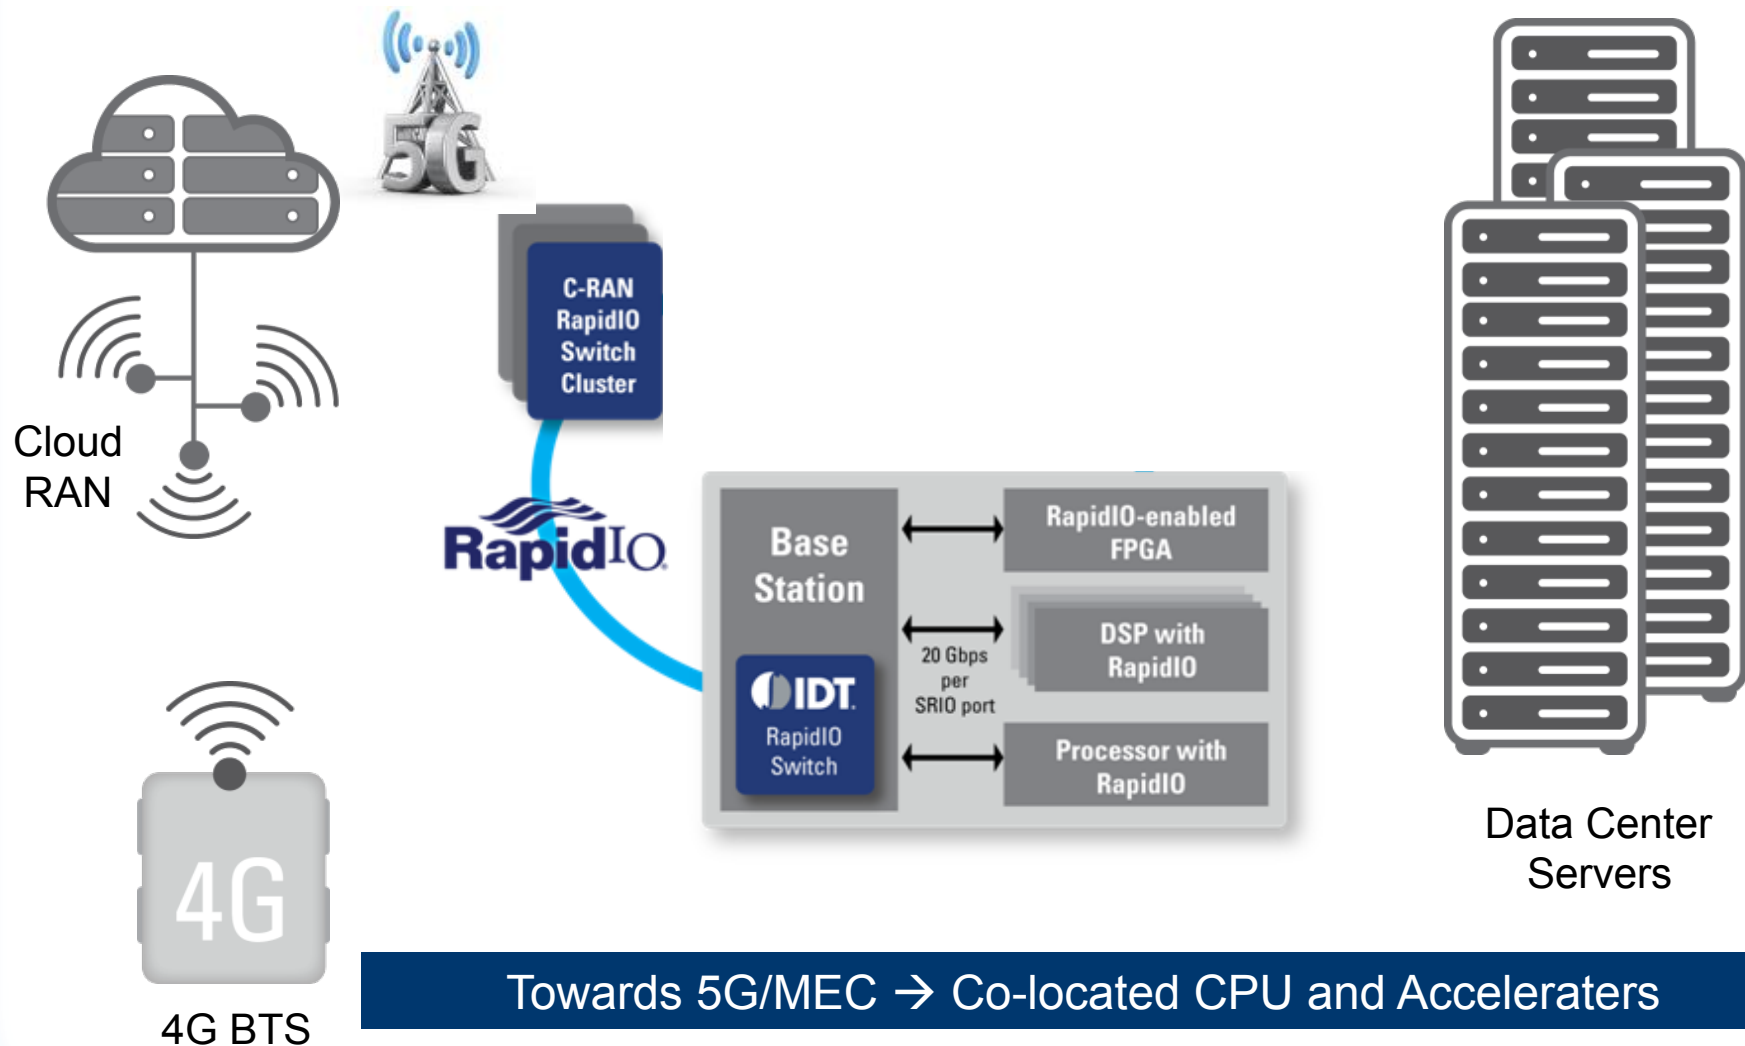 5G
C-RAN
RapidIO
Switch
Cluster
Cloud
RAN
RapidIO
Base
Station
IDT
RapidIO
Switch
20 Gbps
per
SRIO port
RapidIO-enabled
FPGA
DSP with
RapidIO
Processor with
RapidIO
4G
4G BTS
Data Center
Servers
Towards 5G/MEC → Co-located CPU and Acceleraters